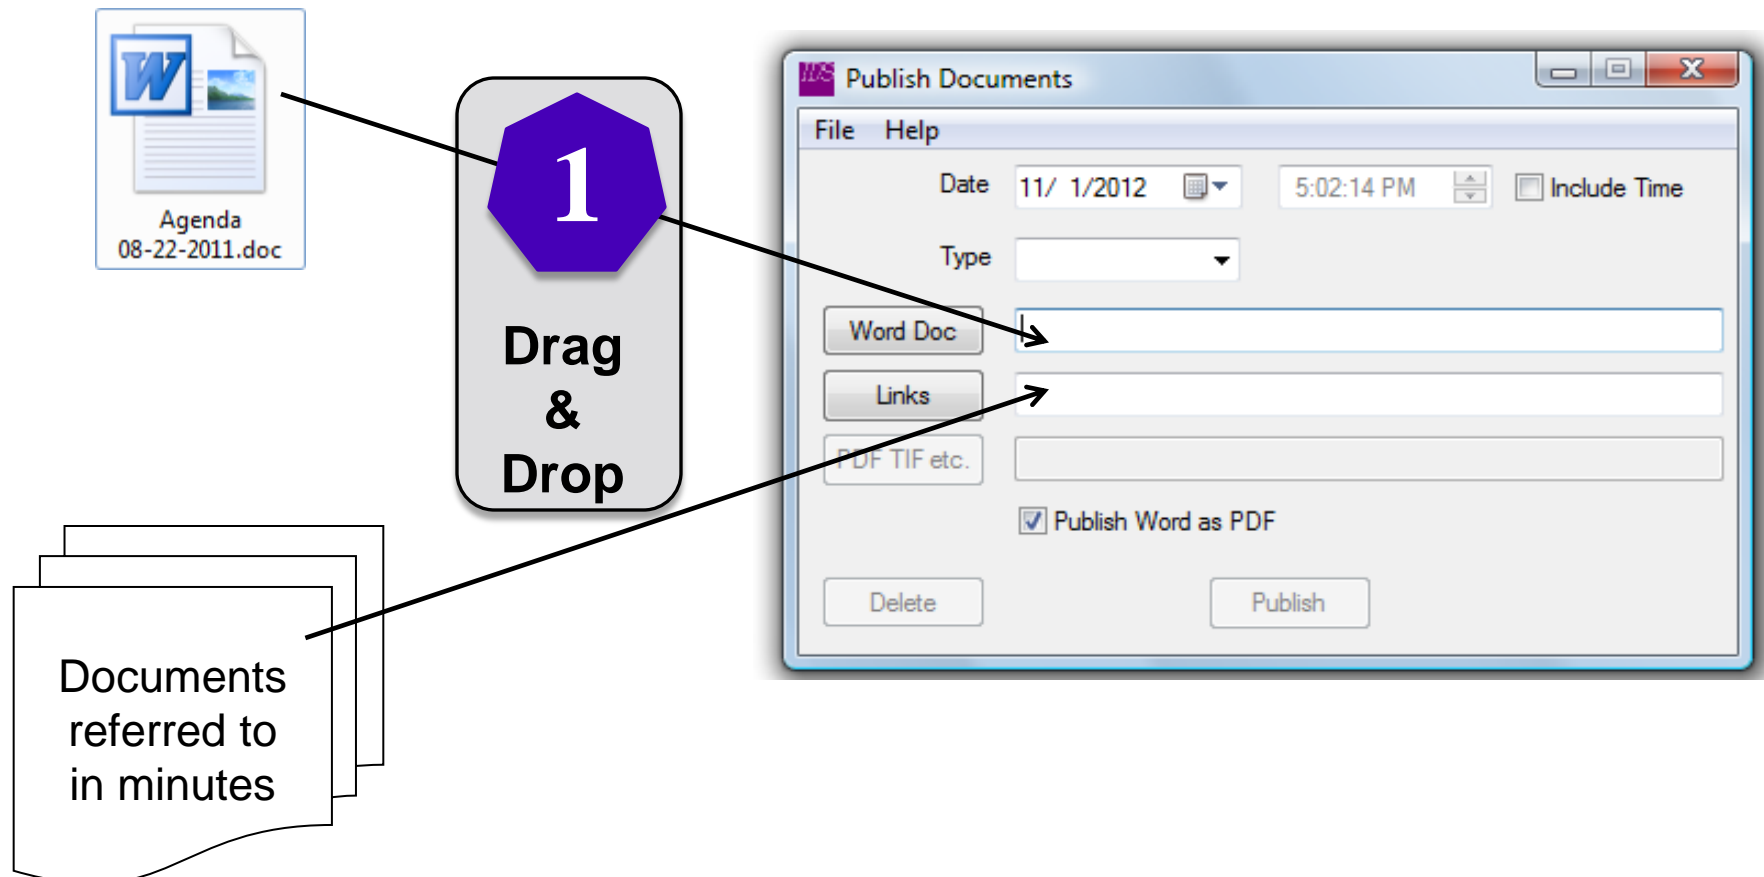 W
Agenda
08-22-2011.doc
1
Drag
&
Drop
Documents
referred to
in minutes
IDS Publish Documents
File Help
Date 11/ 1/2012 5:02:14 PM Include Time
Type
Word Doc
Links
PDF TIF etc.
Publish Word as PDF
Delete Publish